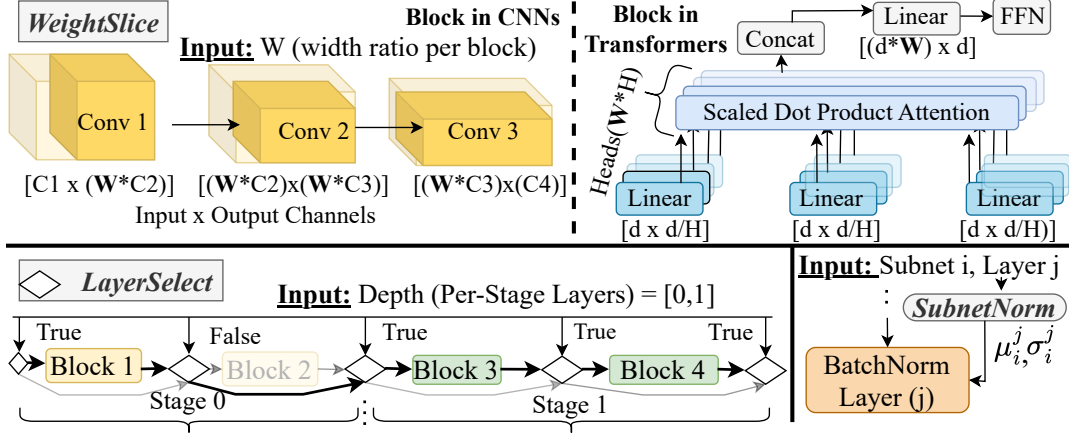 WeightSlice
Block in CNNs
Input: W (width ratio per block)
Conv 1
Conv 2
Conv 3
[C1 x (W*C2)]
[(W*C2)x(W*C3)]
[(W*C3)x(C4)]
Input x Output Channels
Block in
Transformers
Concat
Linear
FFN
[(d*W) x d]
Heads(W*H)
Scaled Dot Product Attention
Linear
Linear
Linear
[d x d/H]
[d x d/H]
[d x d/H)]
LayerSelect
Input: Depth (Per-Stage Layers) = [0,1]
True
False
True
True
True
Block 1
Block 2
Block 3
Block 4
Stage 0
Stage 1
Input: Subnet i, Layer j
SubnetNorm
μ_i^j, σ_i^j
BatchNorm
Layer (j)